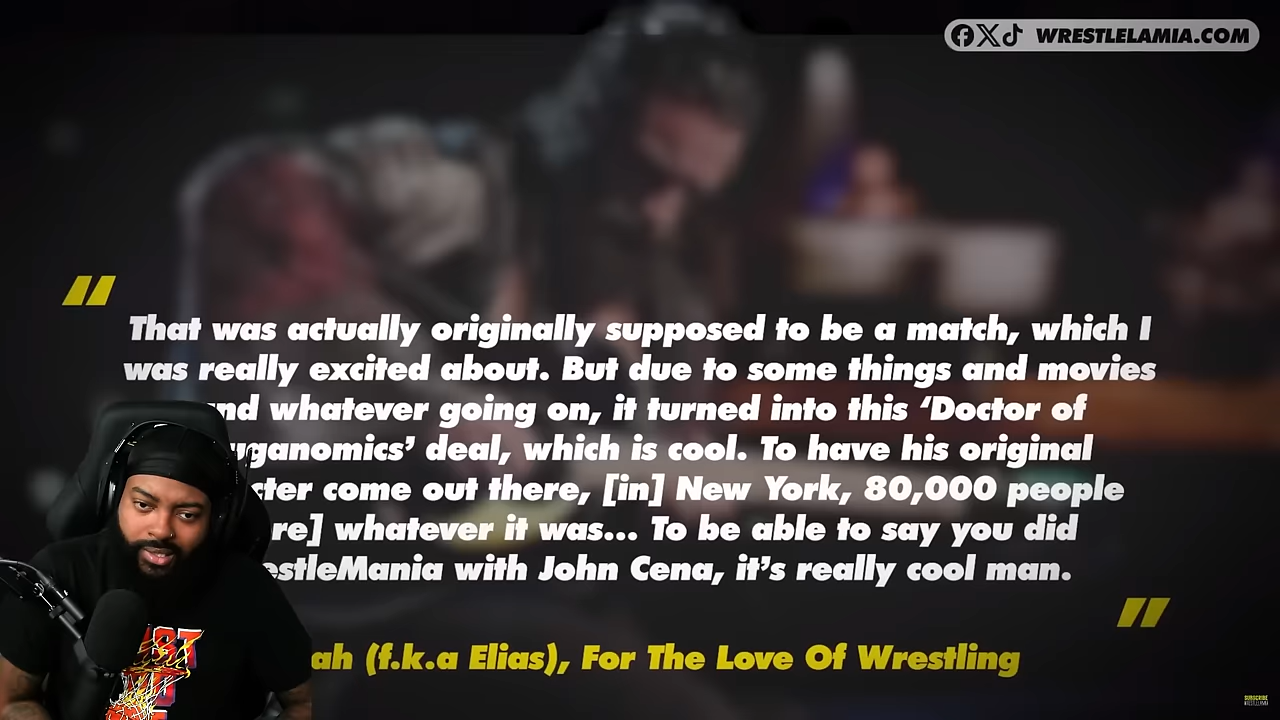 WRESTLELAMIA.COM
"
That was actually originally supposed to be a match, which I
was really excited about. But due to some things and movies
and whatever going on, it turned into this ‘Doctor of
uganomics’ deal, which is cool. To have his original
cter come out there, [in] New York, 80,000 people
re] whatever it was... To be able to say you did
estleMania with John Cena, it’s really cool man.
"
ah (f.k.a Elias), For The Love Of Wrestling
SUBSCRIBE
WRESTLELAMIA